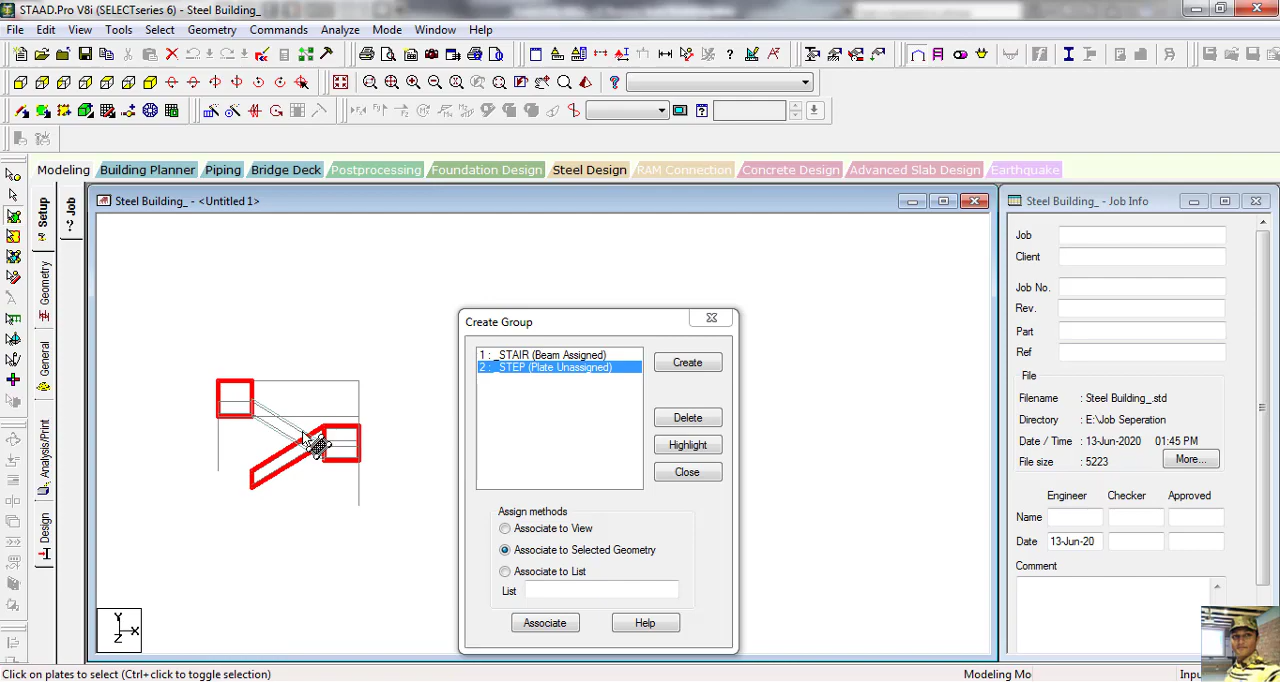 STAAD.Pro V8i (SELECTseries 6) - Steel Building_
File Edit View Tools Select Geometry Commands Analyze Mode Window Help
Modeling Building Planner Piping Bridge Deck Postprocessing Foundation Design Steel Design RAM Connection Concrete Design Advanced Slab Design Earthquake
Setup
Job
Geometry
General
Analysis/Print
Design
Steel Building_ - <Untitled 1>
Create Group
1 : _STAIR (Beam Assigned)
2 : _STEP (Plate Unassigned)
Create
Delete
Highlight
Close
Assign methods
Associate to View
Associate to Selected Geometry
Associate to List
List
Associate
Help
Y
X
Z
Steel Building_ - Job Info
Job
Client
Job No.
Rev.
Part
Ref
File
Filename : Steel Building_.std
Directory : E:\Job Seperation
Date / Time : 13-Jun-2020 01:45 PM
File size : 5223
More...
Engineer Checker Approved
Name
Date 13-Jun-20
Comment
Click on plates to select (Ctrl+click to toggle selection)
Modeling Mo
Inpu